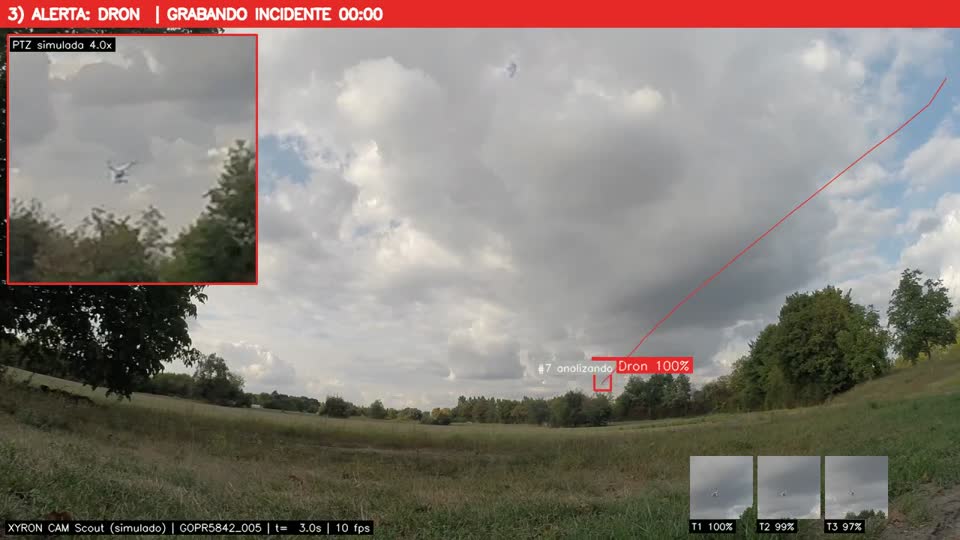 3) ALERTA: DRON | GRABANDO INCIDENTE 00:00
PTZ simulada 4.0x
#7 analizando
Dron 100%
T1 100%
T2 99%
T3 97%
XYRON CAM Scout (simulado) | GOPR5842_005 | t= 3.0s | 10 fps